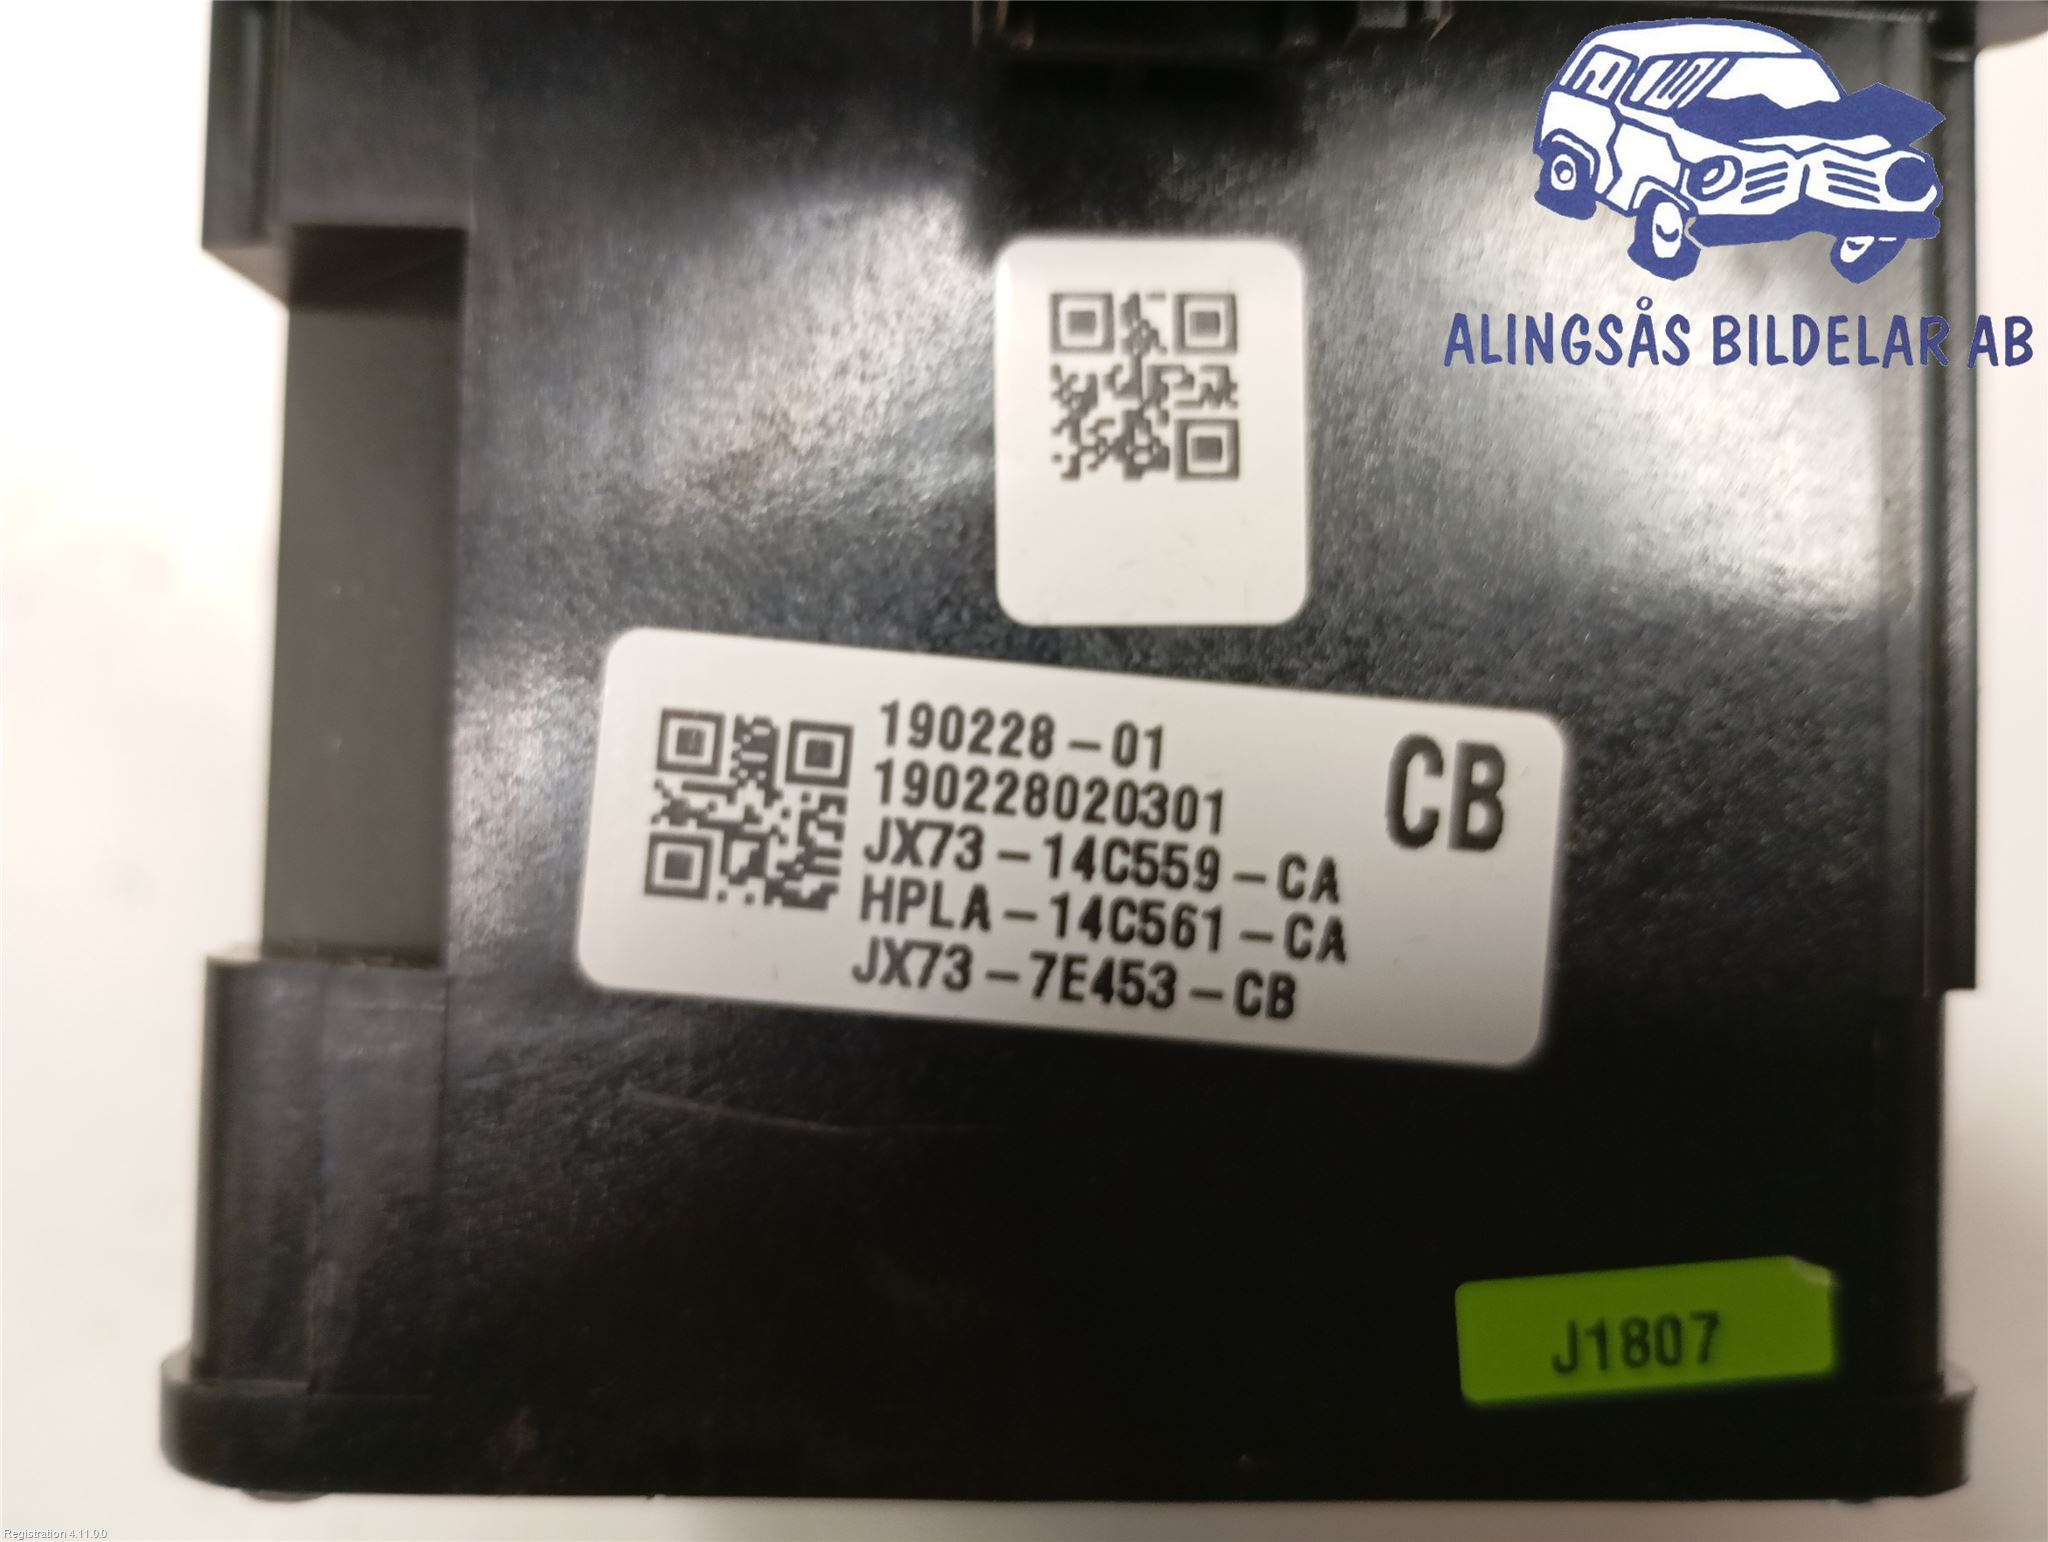 ALINGSÅS BILDELAR AB
190228-01
190228020301
JX73-14C559-CA
HPLA-14C561-CA
JX73-7E453-CB
CB
J1807
Registration 4.11.0.0